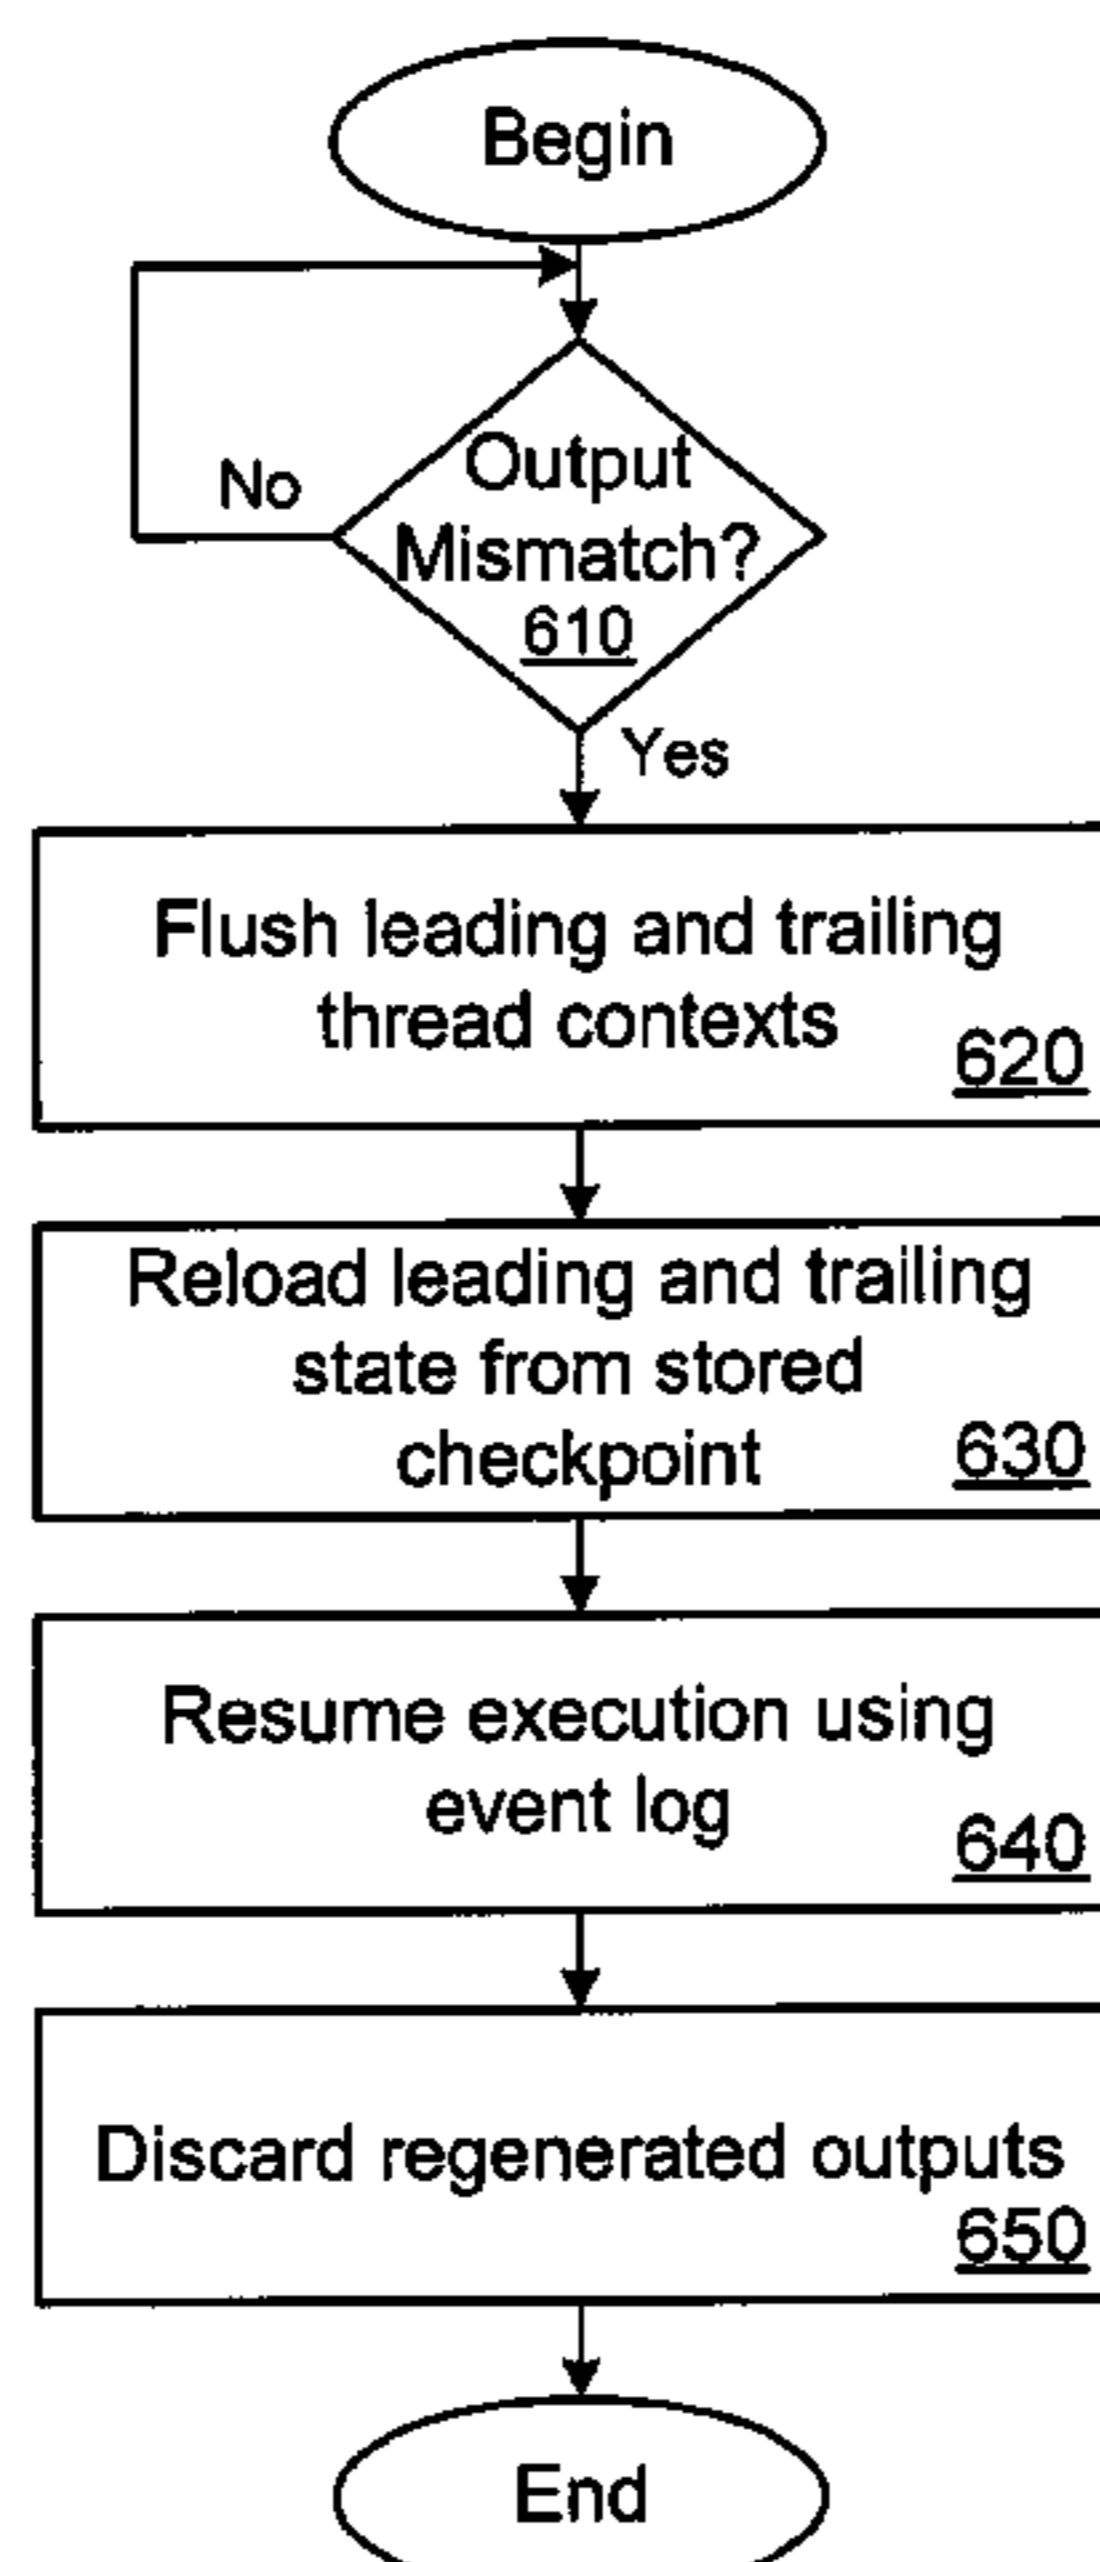 Begin
No
Output
Mismatch?
610
Yes
Flush leading and trailing
thread contexts
620
Reload leading and trailing
state from stored
checkpoint
630
Resume execution using
event log
640
Discard regenerated outputs
650
End